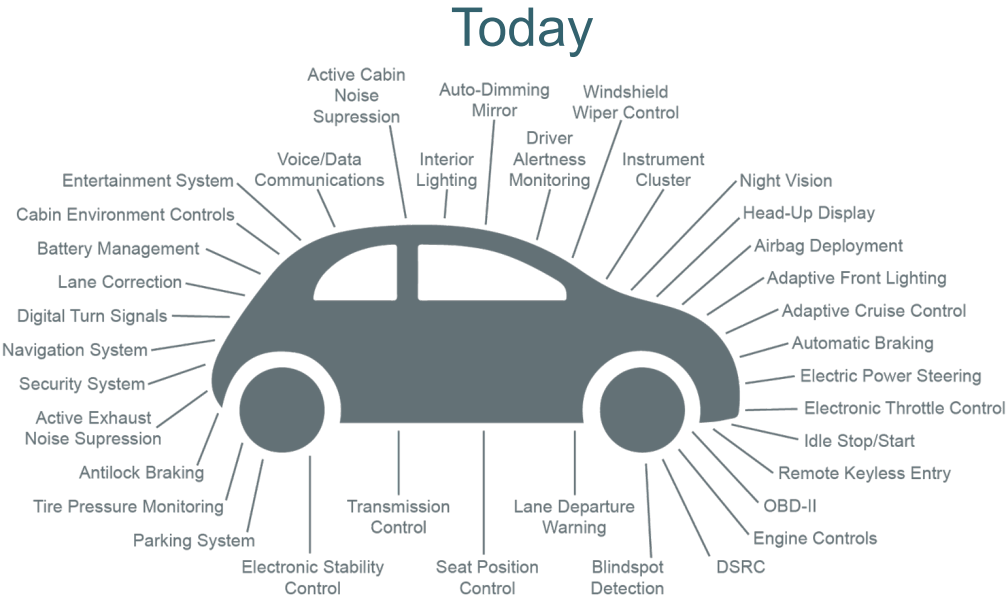 Today
Active Cabin
Noise
Supression
Auto-Dimming
Mirror
Windshield
Wiper Control
Voice/Data
Communications
Interior
Lighting
Driver
Alertness
Monitoring
Instrument
Cluster
Entertainment System
Cabin Environment Controls
Battery Management
Lane Correction
Digital Turn Signals
Navigation System
Security System
Active Exhaust
Noise Supression
Antilock Braking
Tire Pressure Monitoring
Parking System
Night Vision
Head-Up Display
Airbag Deployment
Adaptive Front Lighting
Adaptive Cruise Control
Automatic Braking
Electric Power Steering
Electronic Throttle Control
Idle Stop/Start
Remote Keyless Entry
OBD-II
Engine Controls
DSRC
Transmission
Control
Lane Departure
Warning
Electronic Stability
Control
Seat Position
Control
Blindspot
Detection